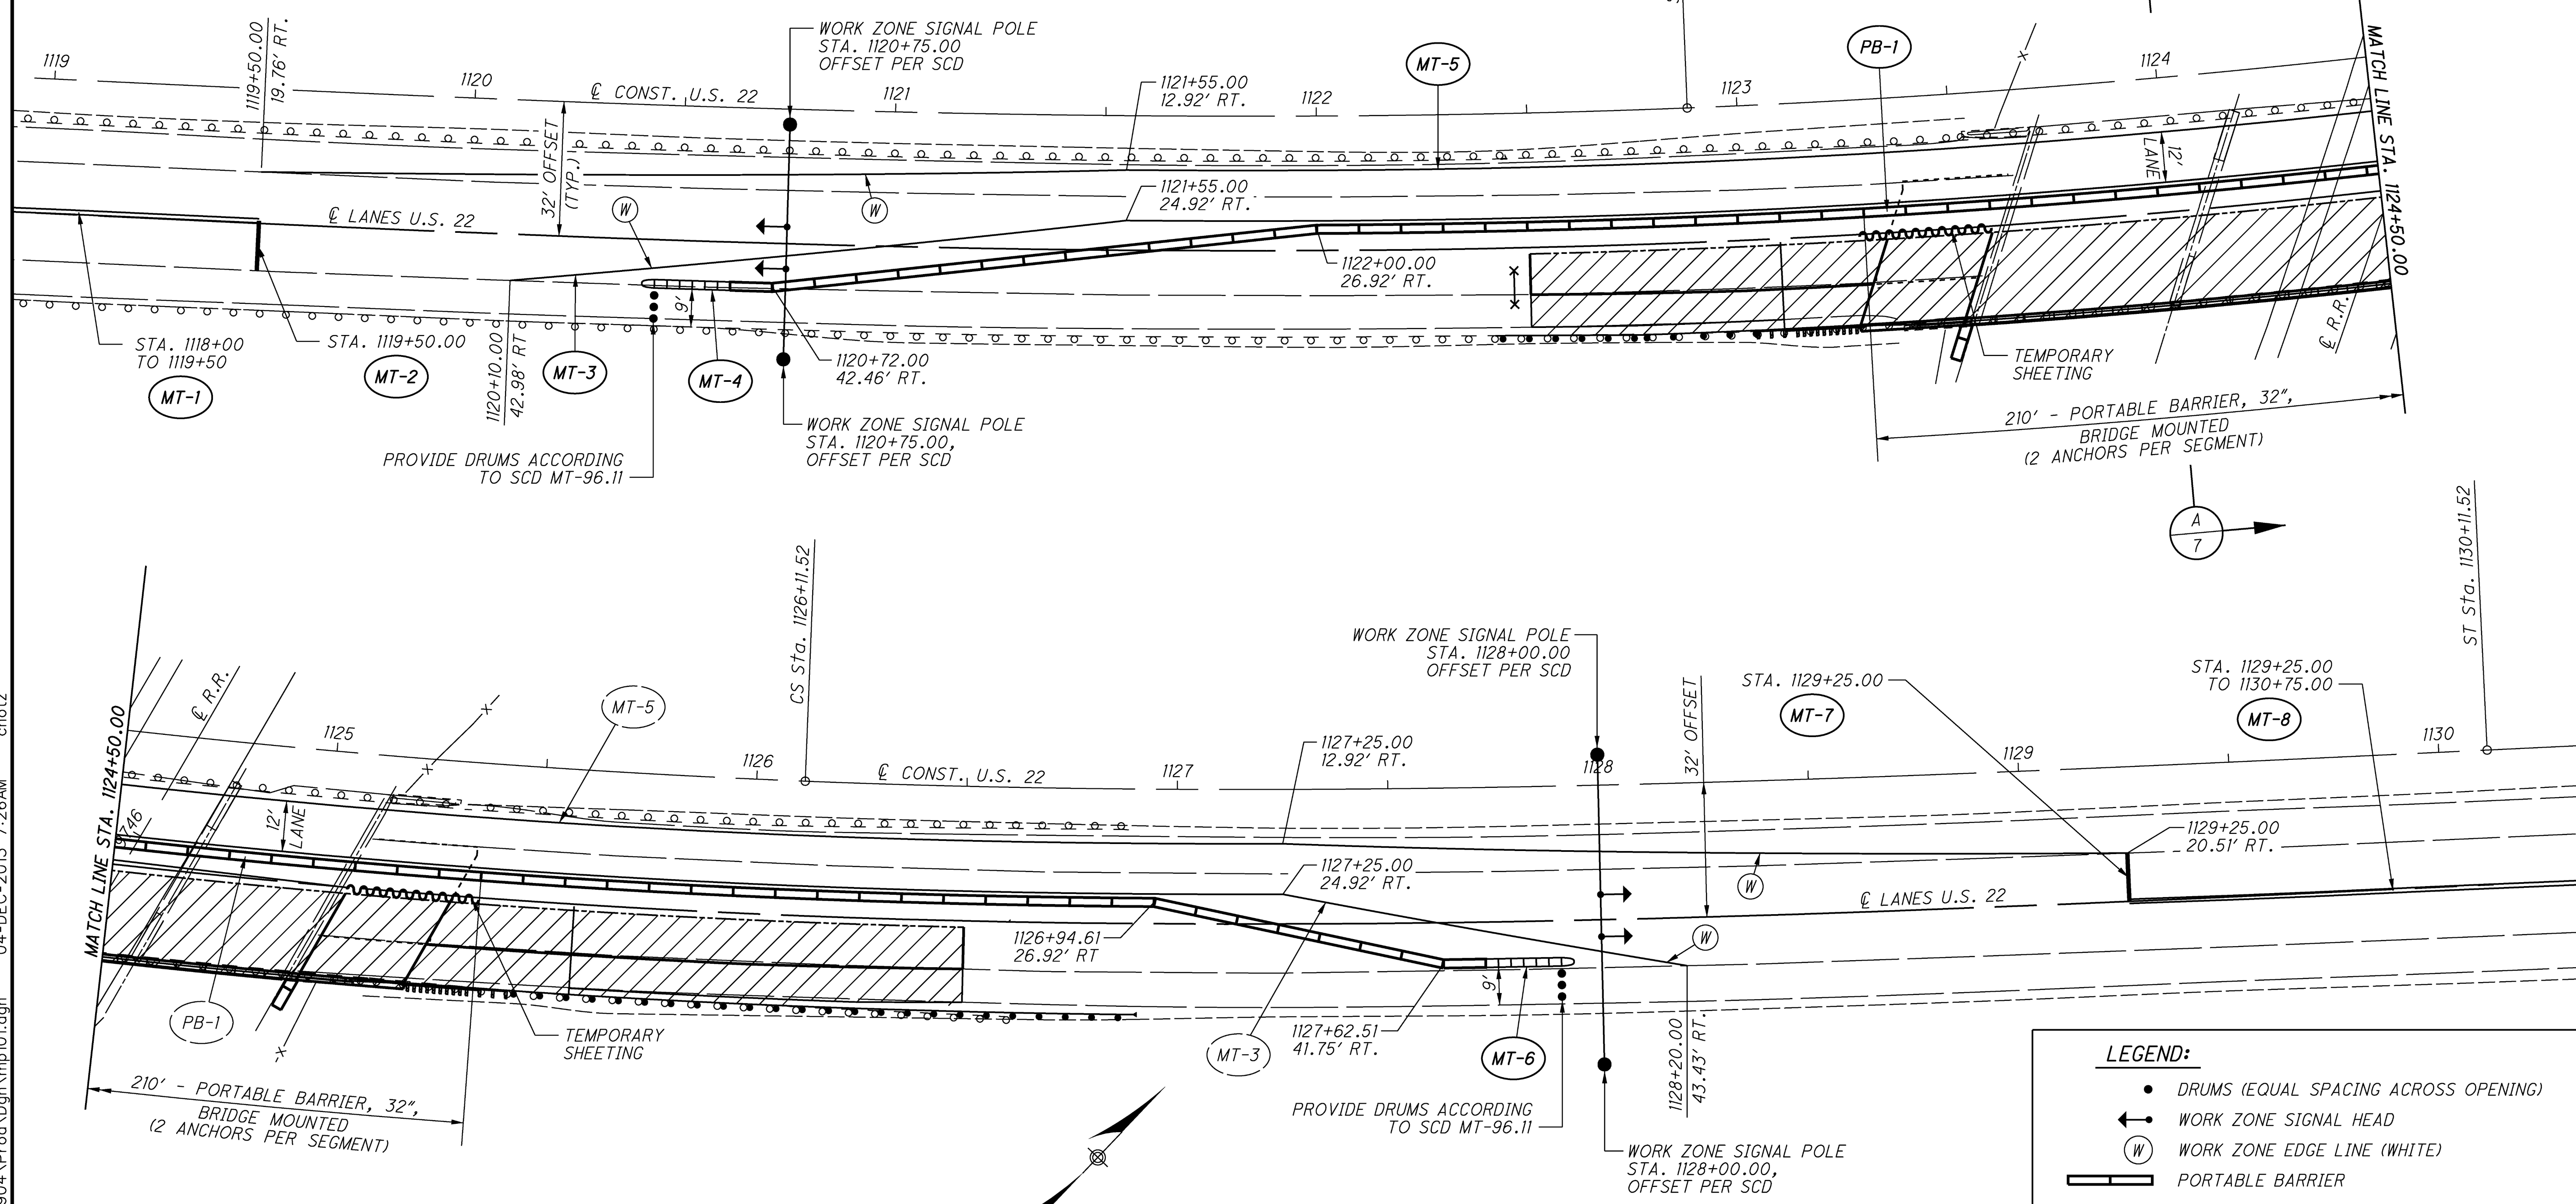 1119
1119+50.00
19.76' RT.
1120
WORK ZONE SIGNAL POLE
STA. 1120+75.00
OFFSET PER SCD
℄ CONST. U.S. 22
1121
1121+55.00
12.92' RT.
1122
MT-5
1123
PB-1
X
1124
MATCH LINE STA. 1124+50.00
32' OFFSET
(TYP.)
W
W
1121+55.00
24.92' RT.
12'
LANE
℄ LANES U.S. 22
1122+00.00
26.92' RT.
9'
X
X
℄ R.R.
STA. 1118+00
TO 1119+50
MT-1
STA. 1119+50.00
MT-2
1120+10.00
42.98' RT
MT-3
MT-4
1120+72.00
42.46' RT.
TEMPORARY
SHEETING
WORK ZONE SIGNAL POLE
STA. 1120+75.00,
OFFSET PER SCD
PROVIDE DRUMS ACCORDING
TO SCD MT-96.11
210' - PORTABLE BARRIER, 32",
BRIDGE MOUNTED
(2 ANCHORS PER SEGMENT)
A
7
CS Sta. 1126+11.52
ST Sta. 1130+11.52
WORK ZONE SIGNAL POLE
STA. 1128+00.00
OFFSET PER SCD
STA. 1129+25.00
MT-7
STA. 1129+25.00
TO 1130+75.00
MT-8
MATCH LINE STA. 1124+50.00
℄ R.R.
X
X
X
MT-5
1125
1126
℄ CONST. U.S. 22
1127+25.00
12.92' RT.
1127
1128
32' OFFSET
1129
1130
12'
LANE
1127+25.00
24.92' RT.
W
1129+25.00
20.51' RT.
℄ LANES U.S. 22
1126+94.61
26.92' RT
W
9'
PB-1
TEMPORARY
SHEETING
MT-3
1127+62.51
41.75' RT.
MT-6
1128+20.00
43.43' RT.
210' - PORTABLE BARRIER, 32",
BRIDGE MOUNTED
(2 ANCHORS PER SEGMENT)
PROVIDE DRUMS ACCORDING
TO SCD MT-96.11
WORK ZONE SIGNAL POLE
STA. 1128+00.00,
OFFSET PER SCD
LEGEND:
DRUMS (EQUAL SPACING ACROSS OPENING)
WORK ZONE SIGNAL HEAD
W WORK ZONE EDGE LINE (WHITE)
PORTABLE BARRIER
04-DEC-2015 7:26AM